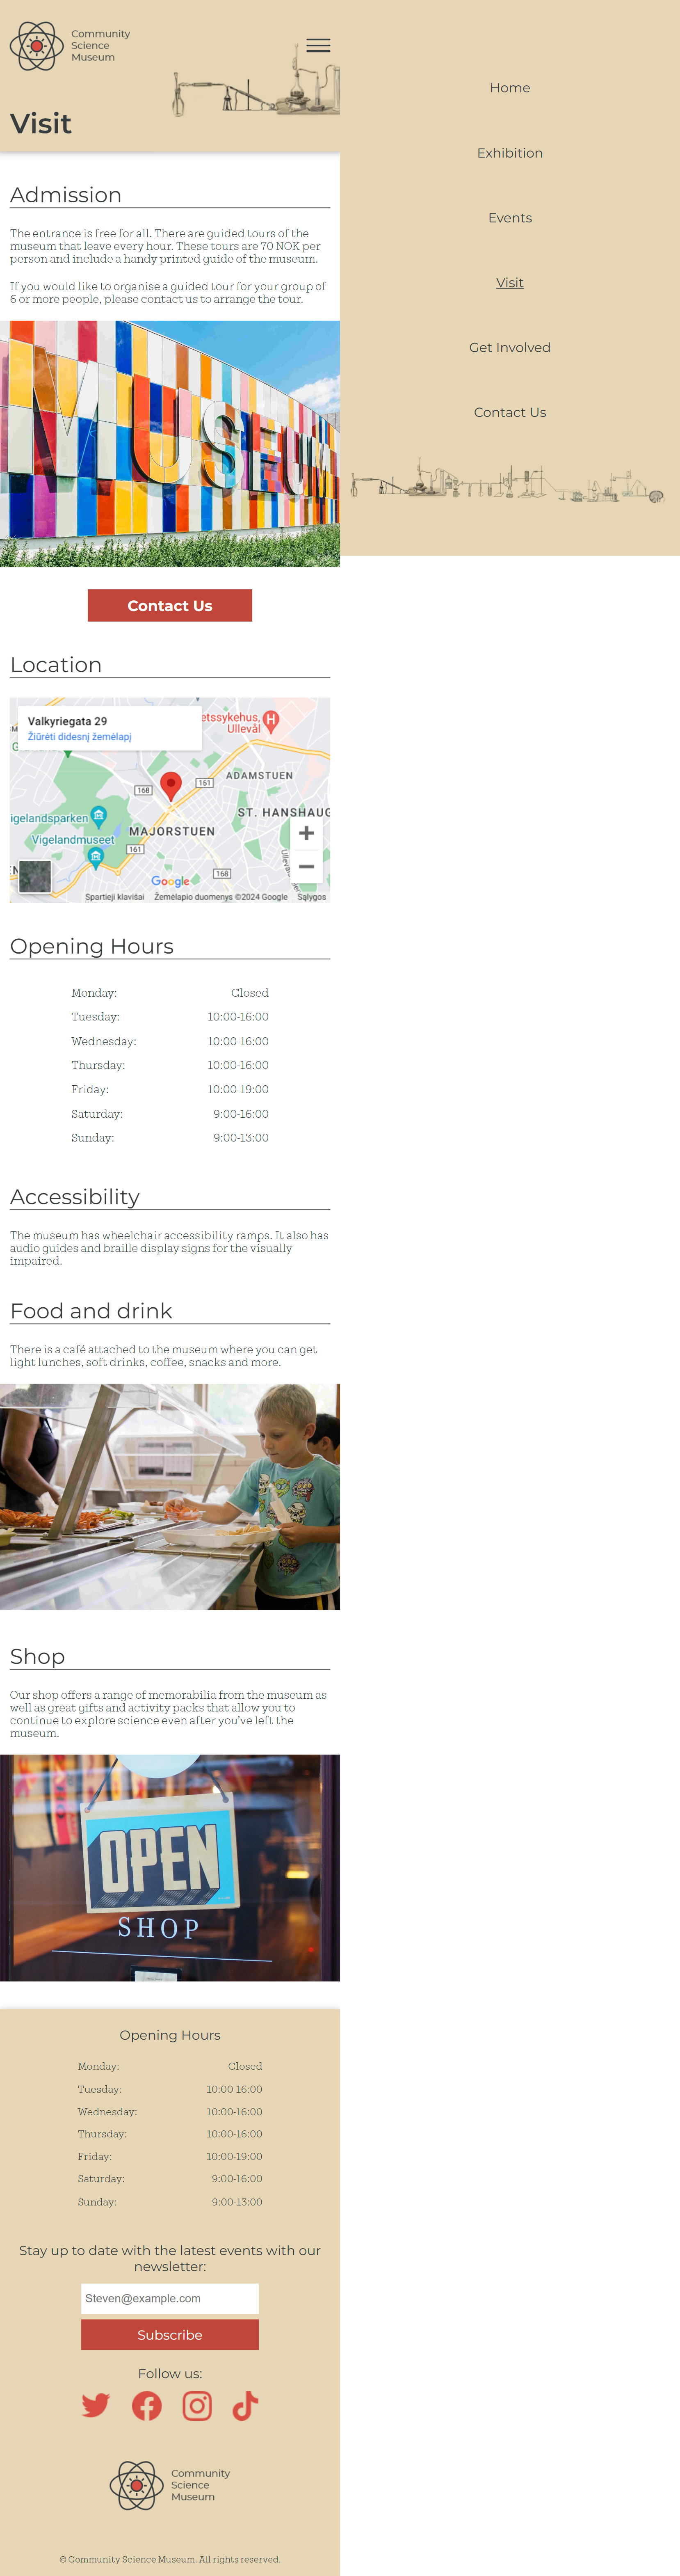 Community
Science
Museum
Visit
Admission
The entrance is free for all. There are guided tours of the
museum that leave every hour. These tours are 70 NOK per
person and include a handy printed guide of the museum.
If you would like to organise a guided tour for your group of
6 or more people, please contact us to arrange the tour.
MUSEUM
Contact Us
Location
Valkyriegata 29
Žiūrėti didesnį žemėlapį
etssykehus,
Ullevål
H
ADAMSTUEN
161
168
ST. HANSHAUG
igelandsparken
MAJORSTUEN
Vigelandmuseet
161
168
Google
Spartieji klavišai
Žemėlapio duomenys ©2024 Google
Sąlygos
Opening Hours
Monday: Closed
Tuesday: 10:00-16:00
Wednesday: 10:00-16:00
Thursday: 10:00-16:00
Friday: 10:00-19:00
Saturday: 9:00-16:00
Sunday: 9:00-13:00
Accessibility
The museum has wheelchair accessibility ramps. It also has
audio guides and braille display signs for the visually
impaired.
Food and drink
There is a café attached to the museum where you can get
light lunches, soft drinks, coffee, snacks and more.
Shop
Our shop offers a range of memorabilia from the museum as
well as great gifts and activity packs that allow you to
continue to explore science even after you've left the
museum.
OPEN
SHOP
Opening Hours
Monday: Closed
Tuesday: 10:00-16:00
Wednesday: 10:00-16:00
Thursday: 10:00-16:00
Friday: 10:00-19:00
Saturday: 9:00-16:00
Sunday: 9:00-13:00
Stay up to date with the latest events with our
newsletter:
Steven@example.com
Subscribe
Follow us:
Community
Science
Museum
© Community Science Museum. All rights reserved.
Home
Exhibition
Events
Visit
Get Involved
Contact Us